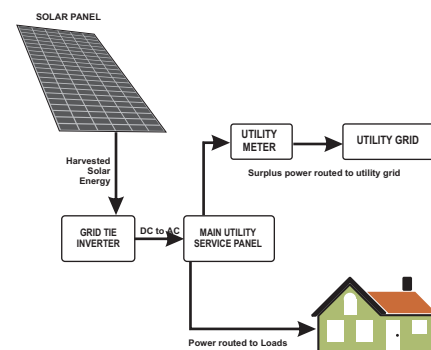 SOLAR PANEL
UTILITY
METER
UTILITY GRID
Harvested
Solar
Energy
Surplus power routed to utility grid
GRID TIE
INVERTER
DC to AC
MAIN UTILITY
SERVICE PANEL
Power routed to Loads